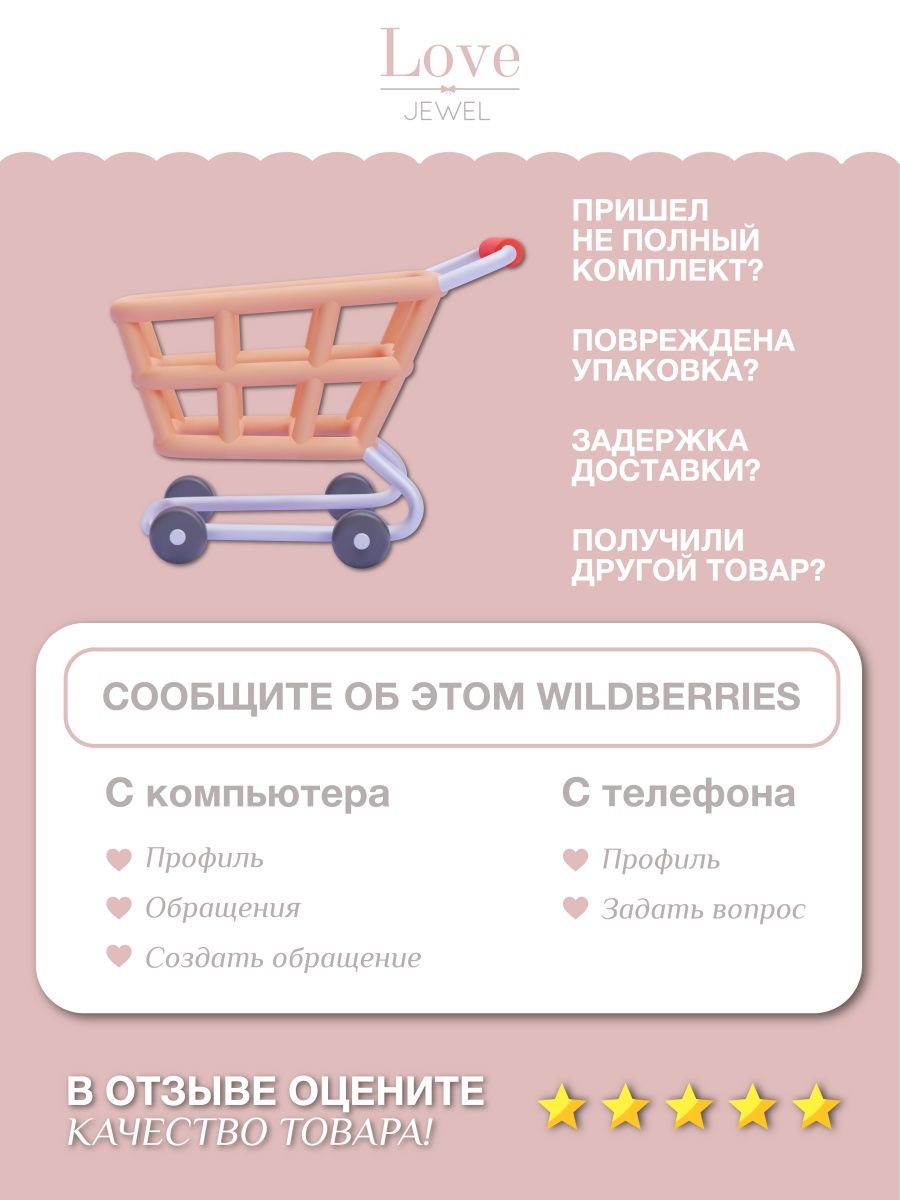 Love
JEWEL
ПРИШЕЛ
НЕ ПОЛНЫЙ
КОМПЛЕКТ?
ПОВРЕЖДЕНА
УПАКОВКА?
ЗАДЕРЖКА
ДОСТАВКИ?
ПОЛУЧИЛИ
ДРУГОЙ ТОВАР?
СООБЩИТЕ ОБ ЭТОМ WILDBERRIES
С компьютера
Профиль
Обращения
Создать обращение
С телефона
Профиль
Задать вопрос
В ОТЗЫВЕ ОЦЕНИТЕ
КАЧЕСТВО ТОВАРА!